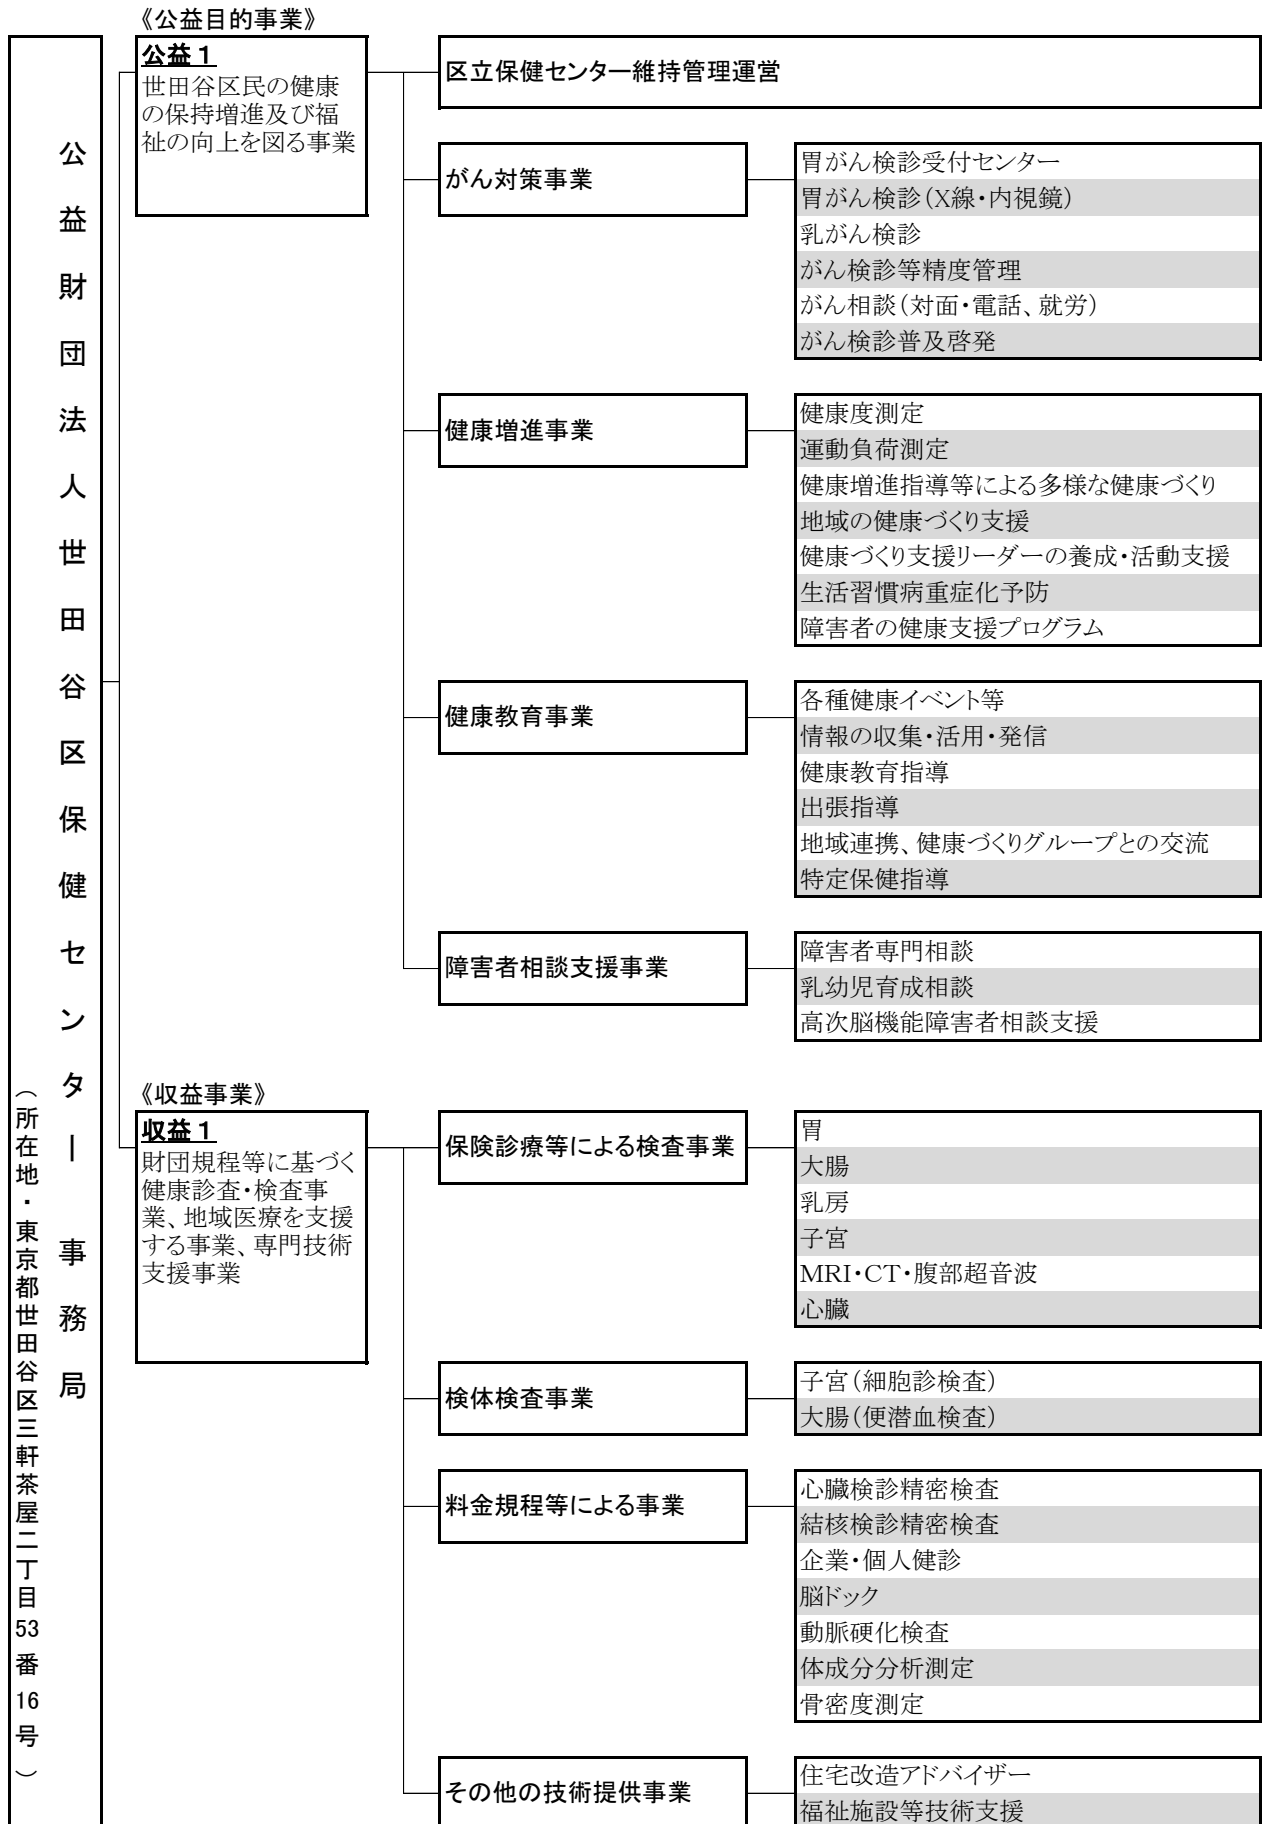 公益財団法人世田谷区保健センター 事務局
（所在地・東京都世田谷区三軒茶屋二丁目53番16号）
《公益目的事業》
公益１
世田谷区民の健康
の保持増進及び福
祉の向上を図る事業
区立保健センター維持管理運営
がん対策事業
胃がん検診受付センター
胃がん検診（X線・内視鏡）
乳がん検診
がん検診等精度管理
がん相談（対面・電話、就労）
がん検診普及啓発
健康増進事業
健康度測定
運動負荷測定
健康増進指導等による多様な健康づくり
地域の健康づくり支援
健康づくり支援リーダーの養成・活動支援
生活習慣病重症化予防
障害者の健康支援プログラム
健康教育事業
各種健康イベント等
情報の収集・活用・発信
健康教育指導
出張指導
地域連携、健康づくりグループとの交流
特定保健指導
障害者相談支援事業
障害者専門相談
乳幼児育成相談
高次脳機能障害者相談支援
《収益事業》
収益１
財団規程等に基づく
健康診査・検査事
業、地域医療を支援
する事業、専門技術
支援事業
保険診療等による検査事業
胃
大腸
乳房
子宮
MRI・CT・腹部超音波
心臓
検体検査事業
子宮（細胞診検査）
大腸（便潜血検査）
料金規程等による事業
心臓検診精密検査
結核検診精密検査
企業・個人健診
脳ドック
動脈硬化検査
体成分分析測定
骨密度測定
その他の技術提供事業
住宅改造アドバイザー
福祉施設等技術支援